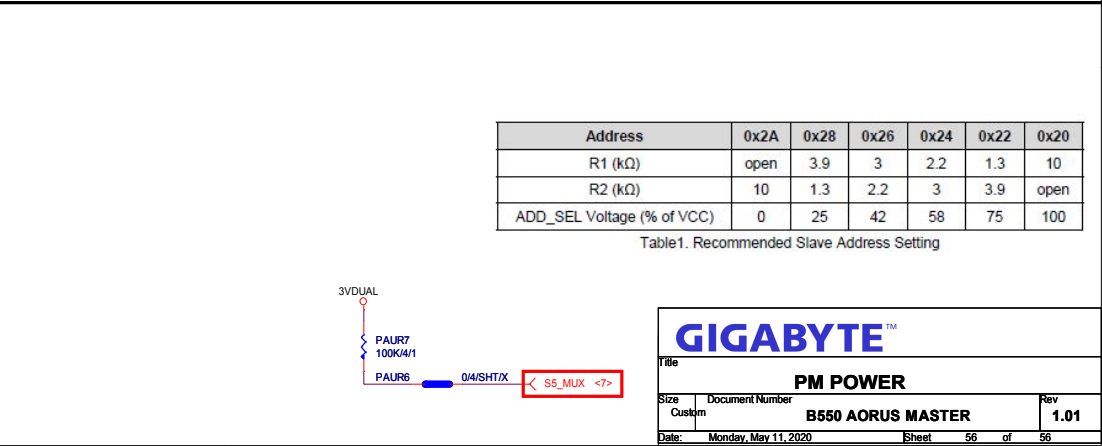 Address 0x2A 0x28 0x26 0x24 0x22 0x20
R1 (kΩ) open 3.9 3 2.2 1.3 10
R2 (kΩ) 10 1.3 2.2 3 3.9 open
ADD_SEL Voltage (% of VCC) 0 25 42 58 75 100
Table1. Recommended Slave Address Setting
3VDUAL
PAUR7
100K/4/1
PAUR6 0/4/SHT/X S5_MUX <7>
GIGABYTE™
Title
PM POWER
Size Document Number Rev
Custom B550 AORUS MASTER 1.01
Date: Monday, May 11, 2020 Sheet 56 of 56